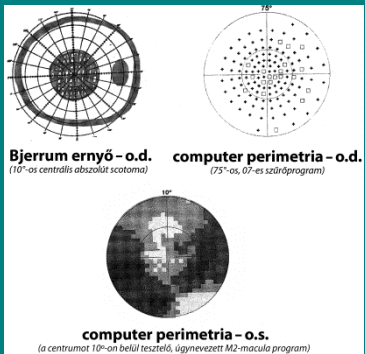 75°
Bjerrum ernyő – o.d.
(10°-os centrális abszolút scotoma)
computer perimetria – o.d.
(75°-os, 07-es szűrőprogram)
10°
computer perimetria – o.s.
(a centrumot 10°-on belül tesztelő, úgynevezett M2-macula program)